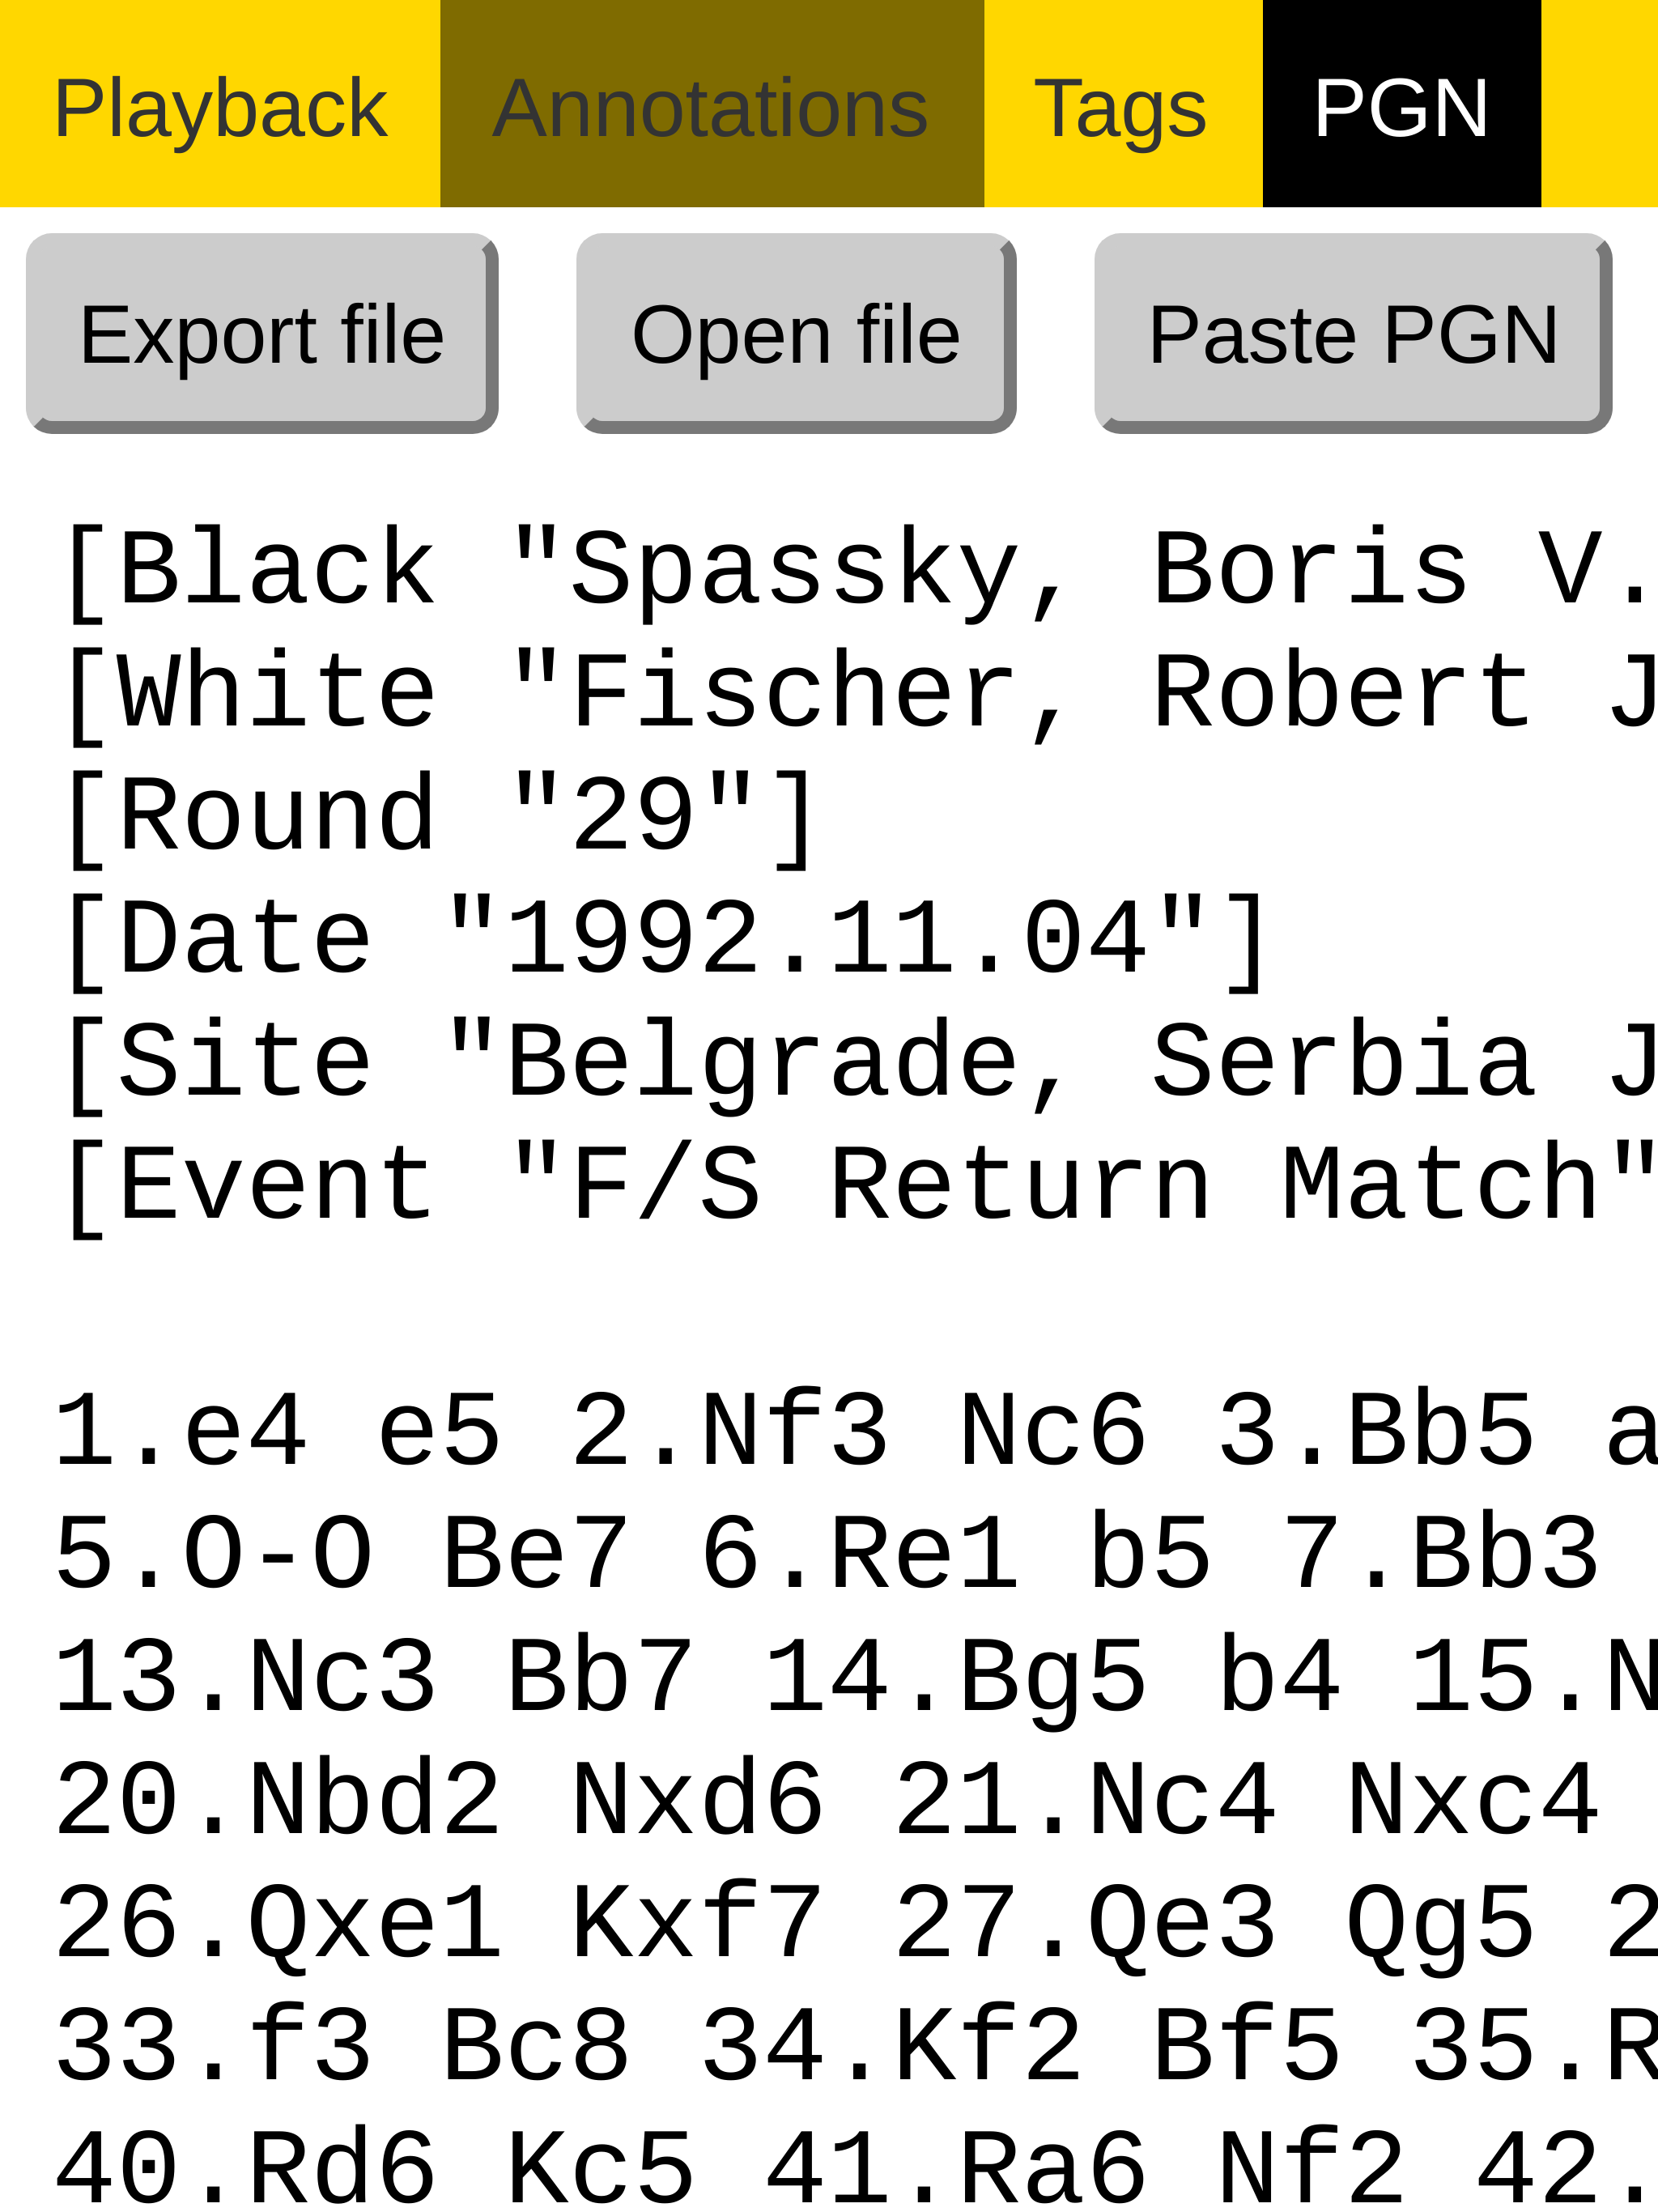 Playback Annotations Tags PGN
Export file Open file Paste PGN
[Black "Spassky, Boris V.
[White "Fischer, Robert J
[Round "29"]
[Date "1992.11.04"]
[Site "Belgrade, Serbia J
[Event "F/S Return Match"
1.e4 e5 2.Nf3 Nc6 3.Bb5 a
5.O-O Be7 6.Re1 b5 7.Bb3
13.Nc3 Bb7 14.Bg5 b4 15.N
20.Nbd2 Nxd6 21.Nc4 Nxc4
26.Qxe1 Kxf7 27.Qe3 Qg5 2
33.f3 Bc8 34.Kf2 Bf5 35.R
40.Rd6 Kc5 41.Ra6 Nf2 42.